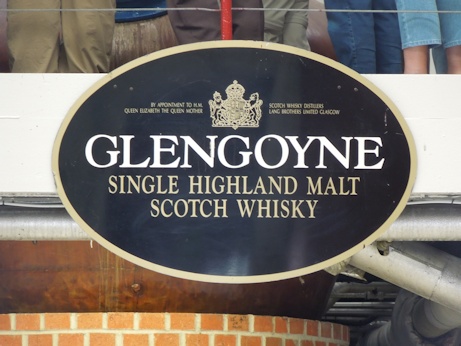 BY APPOINTMENT TO H.M.
QUEEN ELIZABETH THE QUEEN MOTHER
SCOTCH WHISKY DISTILLERS
LANG BROTHERS LIMITED GLASGOW
GLENGOYNE
SINGLE HIGHLAND MALT
SCOTCH WHISKY